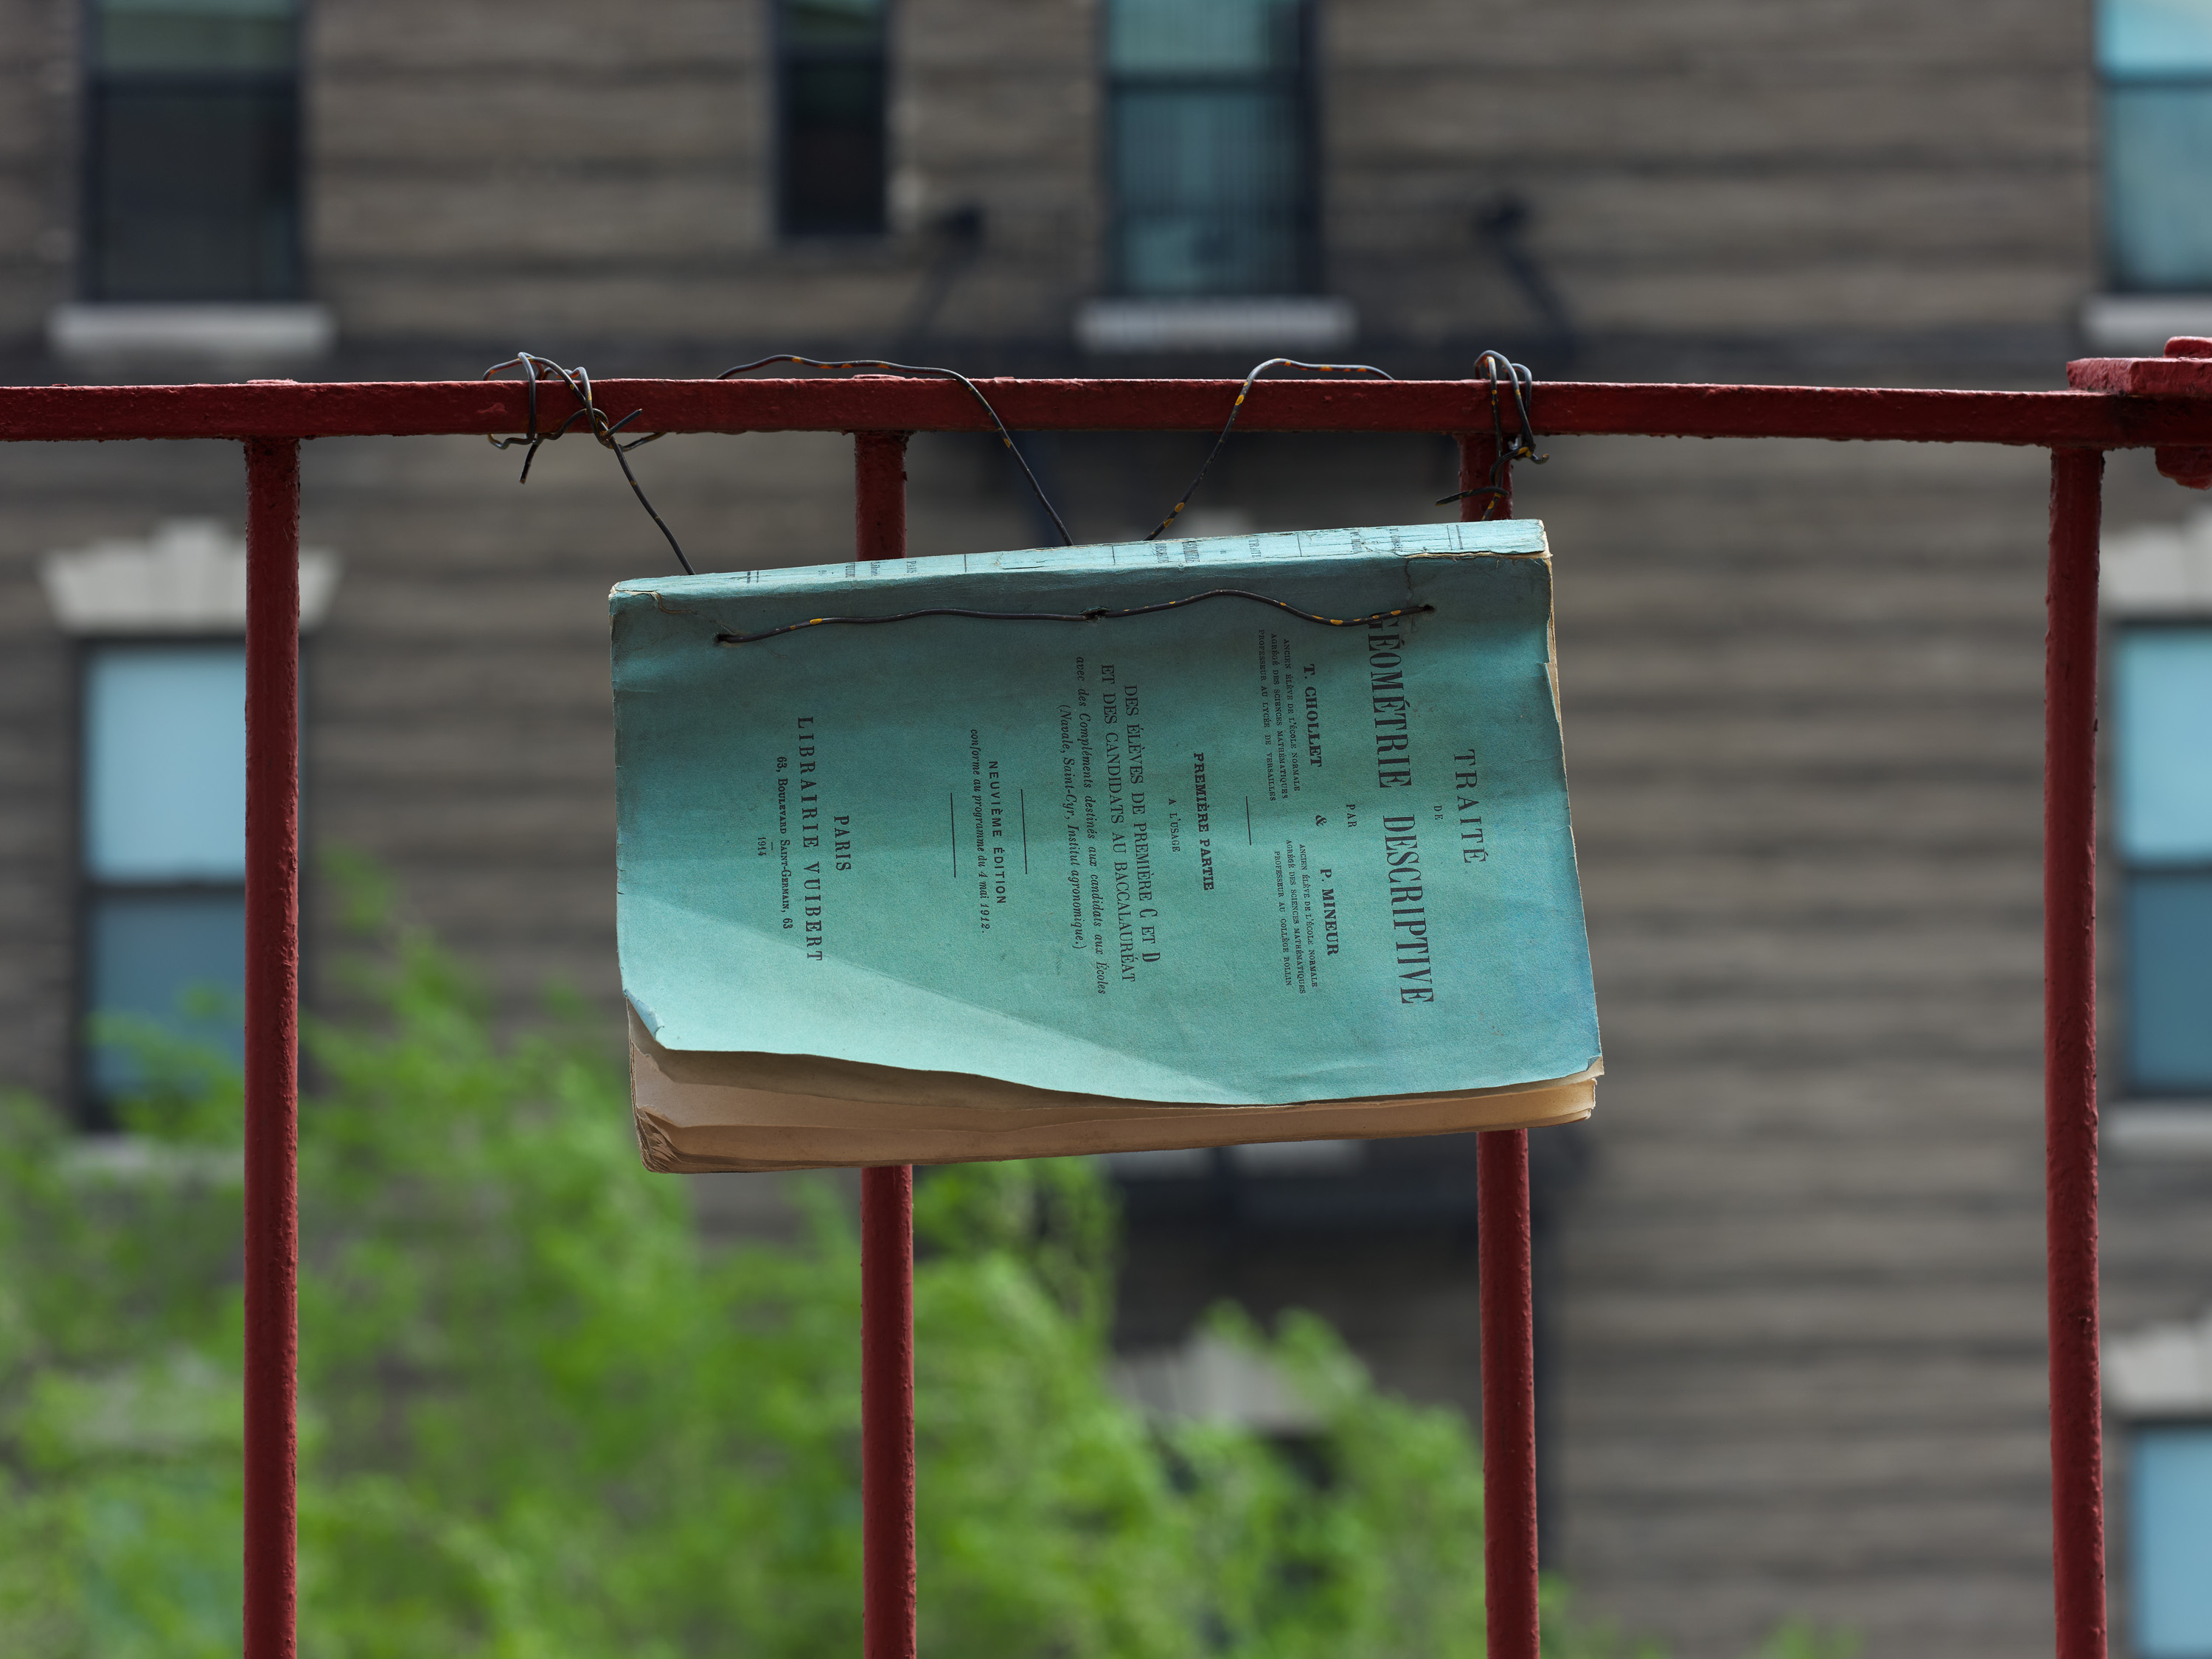 TRAITÉ
DE
GÉOMÉTRIE DESCRIPTIVE
PAR
T. CHOLLET & P. MINEUR
ANCIEN ÉLÈVE DE L'ÉCOLE NORMALE
AGRÉGÉ DES SCIENCES MATHÉMATIQUES
PROFESSEUR AU LYCÉE DE VERSAILLES
ANCIEN ÉLÈVE DE L'ÉCOLE NORMALE
AGRÉGÉ DES SCIENCES MATHÉMATIQUES
PROFESSEUR AU COLLÈGE ROLLIN
PREMIÈRE PARTIE
A L'USAGE
DES ÉLÈVES DE PREMIÈRE C ET D
ET DES CANDIDATS AU BACCALAURÉAT
avec des Compléments destinés aux candidats aux Écoles
(Navale, Saint-Cyr, Institut agronomique.)
NEUVIÈME ÉDITION
conforme au programme du 4 mai 1912.
PARIS
LIBRAIRIE VUIBERT
63, BOULEVARD SAINT-GERMAIN, 63
1914
PARIS